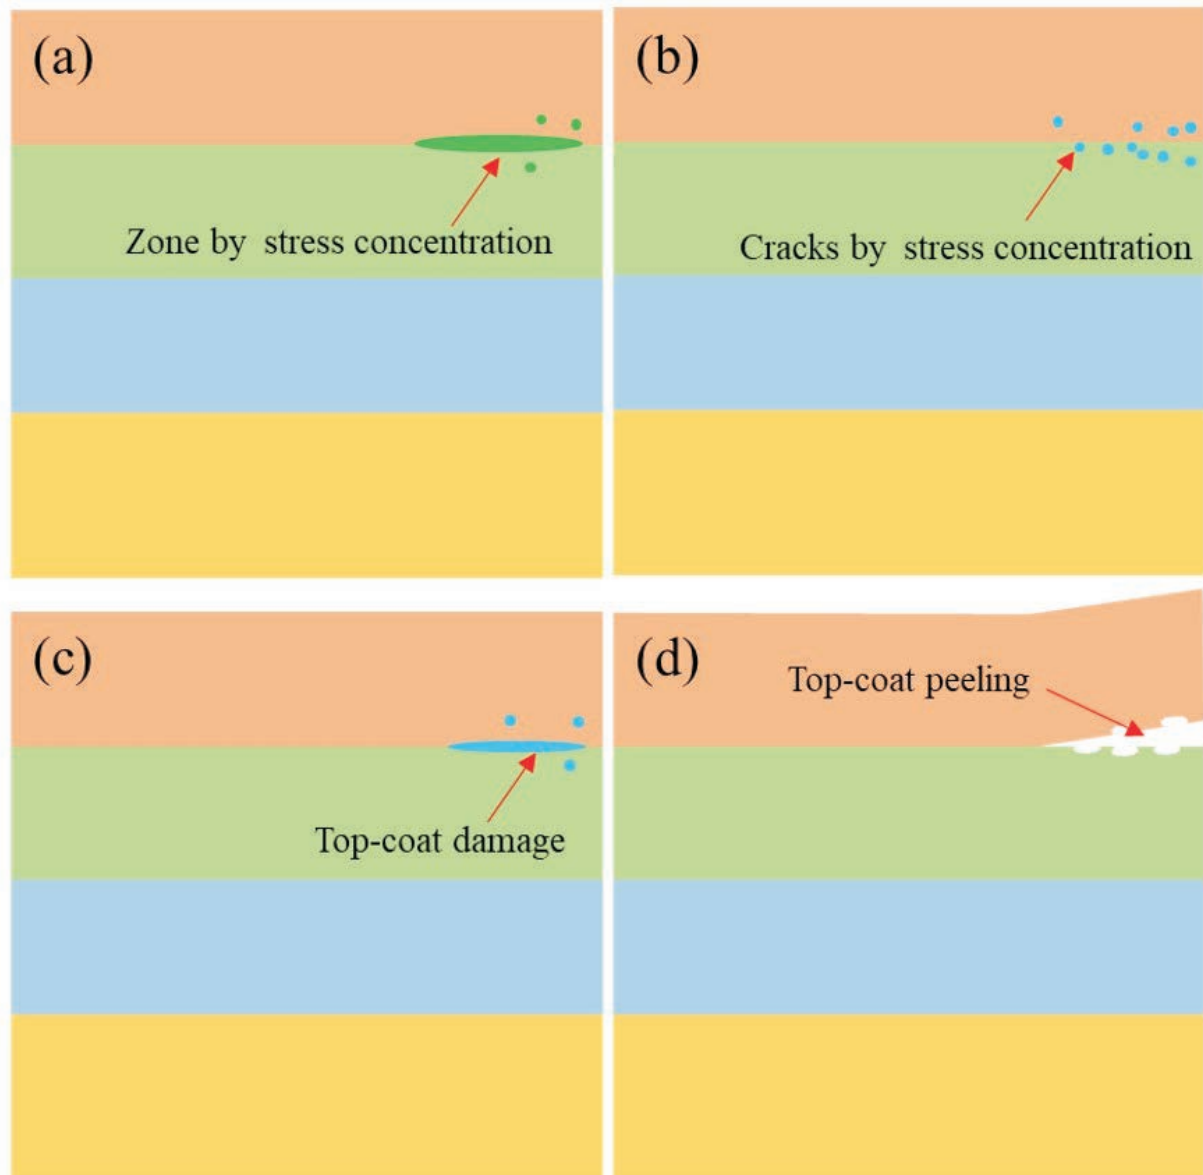 (a)
Zone by stress concentration
(b)
Cracks by stress concentration
(c)
Top-coat damage
(d)
Top-coat peeling